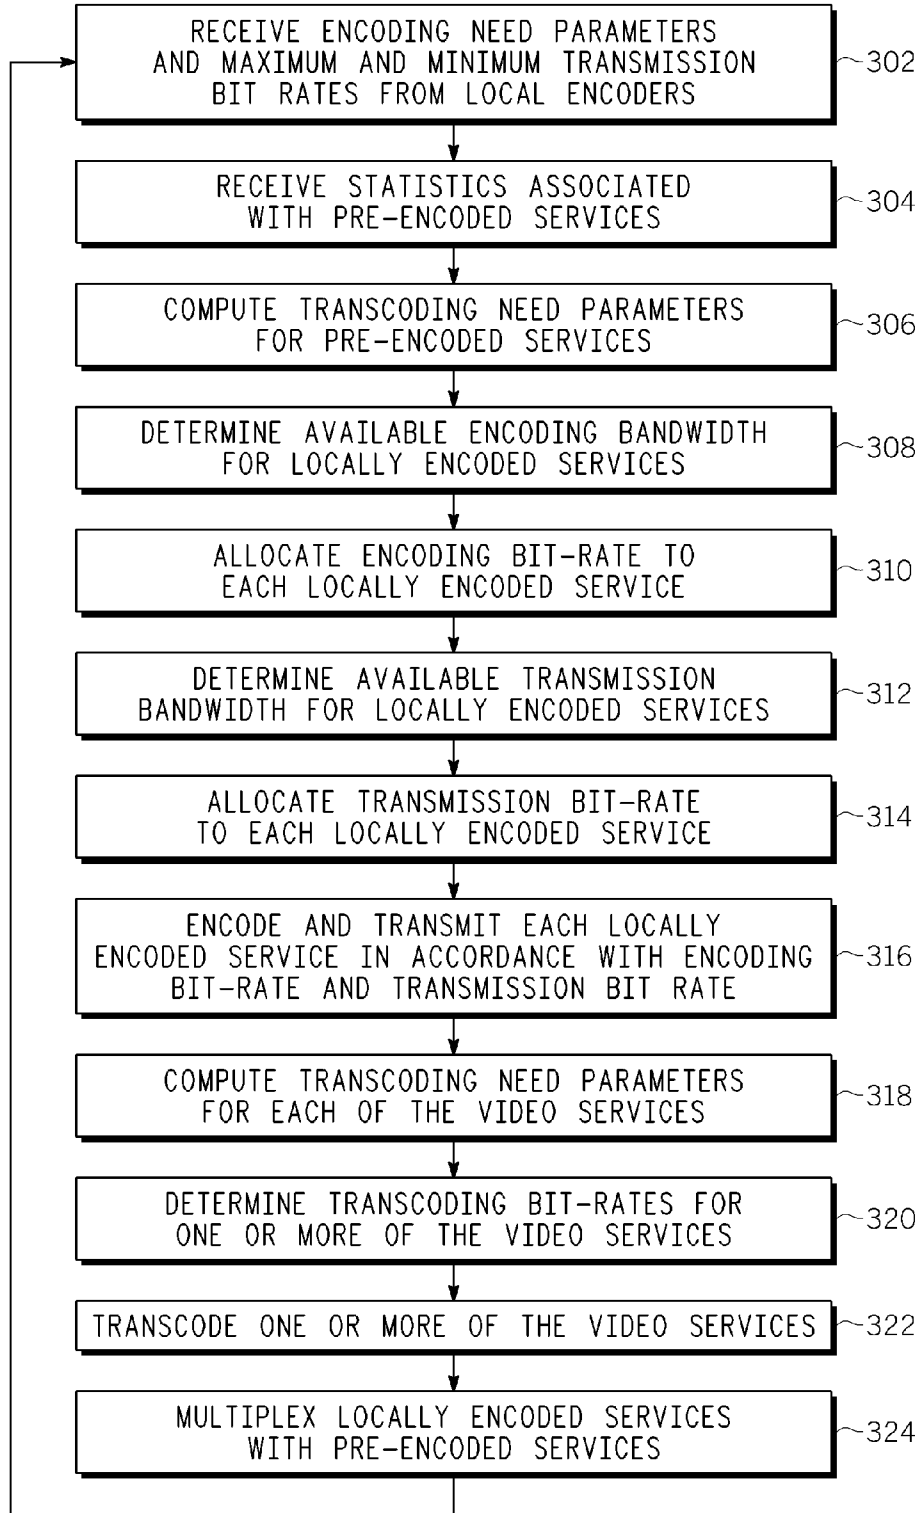 RECEIVE ENCODING NEED PARAMETERS
AND MAXIMUM AND MINIMUM TRANSMISSION
BIT RATES FROM LOCAL ENCODERS
302
RECEIVE STATISTICS ASSOCIATED
WITH PRE-ENCODED SERVICES
304
COMPUTE TRANSCODING NEED PARAMETERS
FOR PRE-ENCODED SERVICES
306
DETERMINE AVAILABLE ENCODING BANDWIDTH
FOR LOCALLY ENCODED SERVICES
308
ALLOCATE ENCODING BIT-RATE TO
EACH LOCALLY ENCODED SERVICE
310
DETERMINE AVAILABLE TRANSMISSION
BANDWIDTH FOR LOCALLY ENCODED SERVICES
312
ALLOCATE TRANSMISSION BIT-RATE
TO EACH LOCALLY ENCODED SERVICE
314
ENCODE AND TRANSMIT EACH LOCALLY
ENCODED SERVICE IN ACCORDANCE WITH ENCODING
BIT-RATE AND TRANSMISSION BIT RATE
316
COMPUTE TRANSCODING NEED PARAMETERS
FOR EACH OF THE VIDEO SERVICES
318
DETERMINE TRANSCODING BIT-RATES FOR
ONE OR MORE OF THE VIDEO SERVICES
320
TRANSCODE ONE OR MORE OF THE VIDEO SERVICES
322
MULTIPLEX LOCALLY ENCODED SERVICES
WITH PRE-ENCODED SERVICES
324